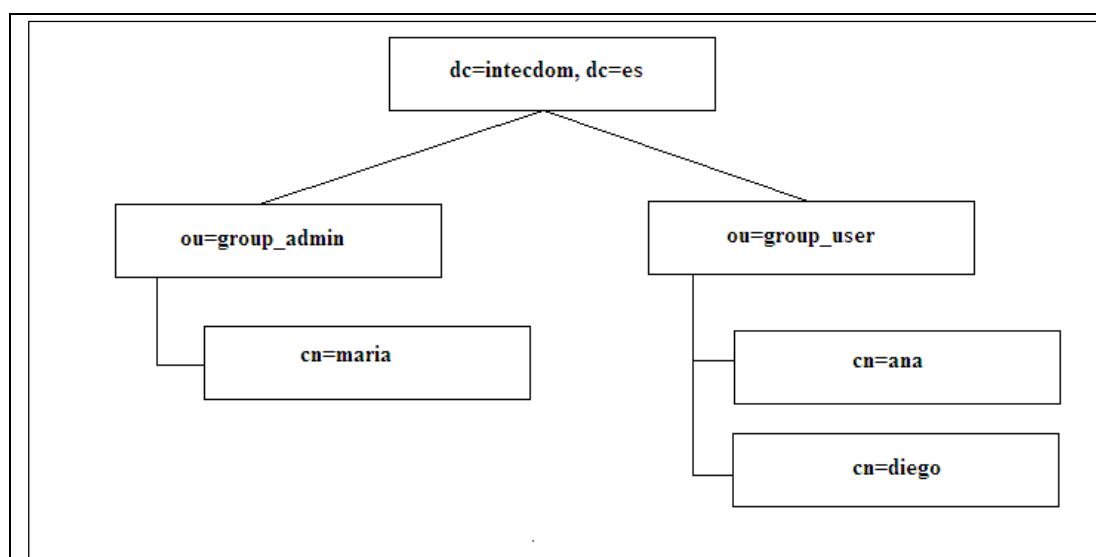 dc=intecdom, dc=es
ou=group_admin
ou=group_user
cn=maria
cn=ana
cn=diego